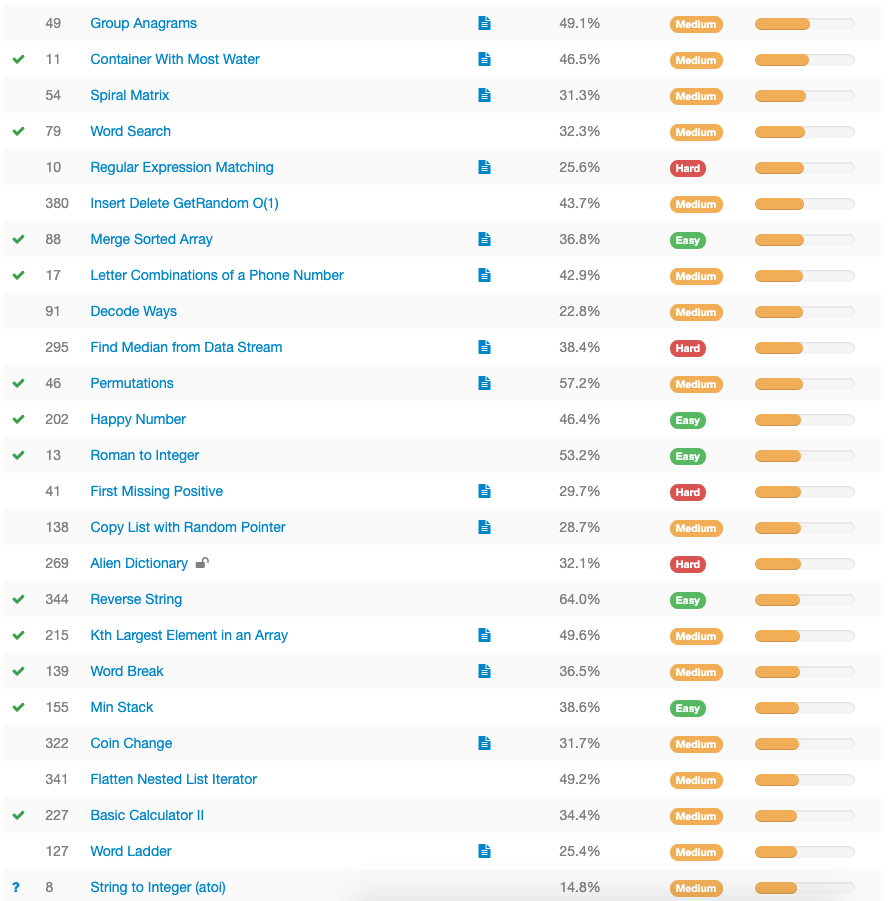 49 Group Anagrams 49.1% Medium
11 Container With Most Water 46.5% Medium
54 Spiral Matrix 31.3% Medium
79 Word Search 32.3% Medium
10 Regular Expression Matching 25.6% Hard
380 Insert Delete GetRandom O(1) 43.7% Medium
88 Merge Sorted Array 36.8% Easy
17 Letter Combinations of a Phone Number 42.9% Medium
91 Decode Ways 22.8% Medium
295 Find Median from Data Stream 38.4% Hard
46 Permutations 57.2% Medium
202 Happy Number 46.4% Easy
13 Roman to Integer 53.2% Easy
41 First Missing Positive 29.7% Hard
138 Copy List with Random Pointer 28.7% Medium
269 Alien Dictionary 32.1% Hard
344 Reverse String 64.0% Easy
215 Kth Largest Element in an Array 49.6% Medium
139 Word Break 36.5% Medium
155 Min Stack 38.6% Easy
322 Coin Change 31.7% Medium
341 Flatten Nested List Iterator 49.2% Medium
227 Basic Calculator II 34.4% Medium
127 Word Ladder 25.4% Medium
? 8 String to Integer (atoi) 14.8% Medium